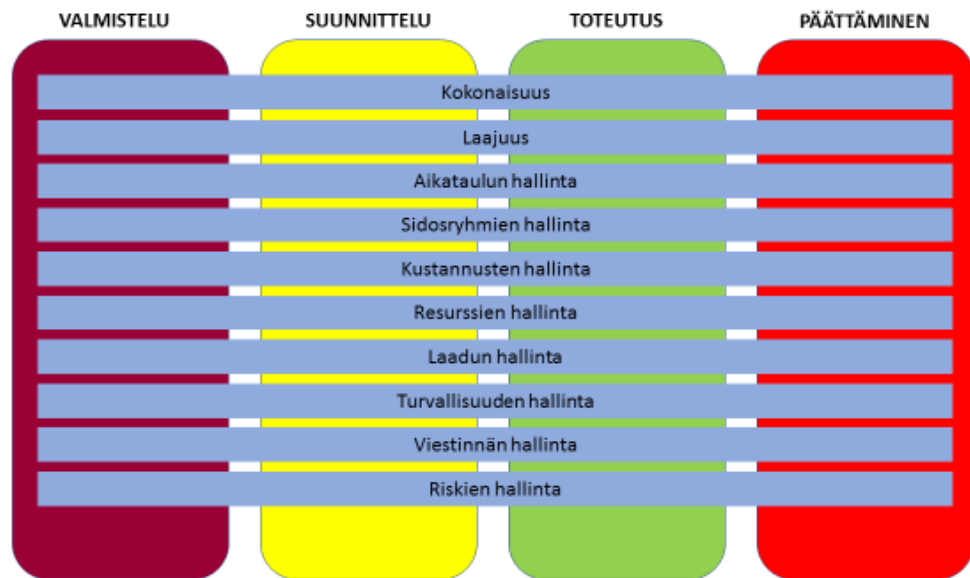 VALMISTELU SUUNNITTELU TOTEUTUS PÄÄTTÄMINEN
Kokonaisuus
Laajuus
Aikataulun hallinta
Sidosryhmien hallinta
Kustannusten hallinta
Resurssien hallinta
Laadun hallinta
Turvallisuuden hallinta
Viestinnän hallinta
Riskien hallinta